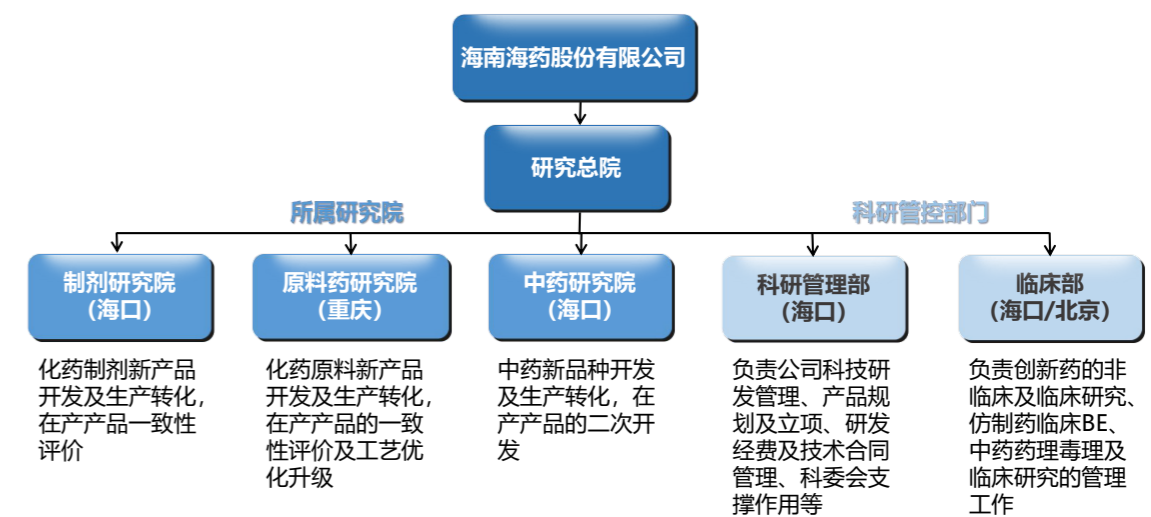 海南海药股份有限公司
研究总院
所属研究院
科研管控部门
制剂研究院
（海口）
原料药研究院
（重庆）
中药研究院
（海口）
科研管理部
（海口）
临床部
（海口/北京）
化药制剂新产品
开发及生产转化，
在产产品一致性
评价
化药原料新产品
开发及生产转化，
在产产品的一致
性评价及工艺优
化升级
中药新品种开发
及生产转化，在
产产品的二次开
发
负责公司科技研
发管理、产品规
划及立项、研发
经费及技术合同
管理、科委会支
撑作用等
负责创新药的非
临床及临床研究、
仿制药临床BE、
中药药理毒理及
临床研究的管理
工作